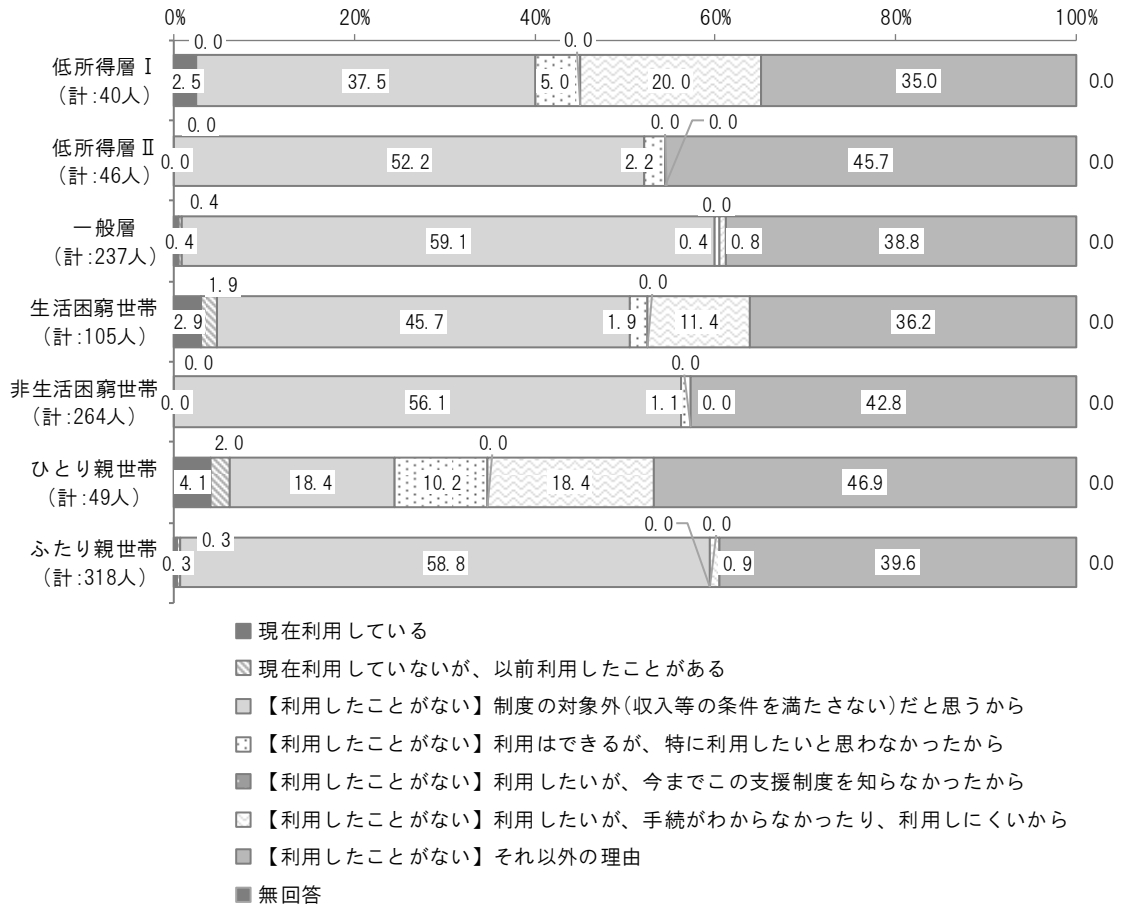 0% 20% 40% 60% 80% 100%
0.0 0.0
低所得層Ⅰ
(計:40人)
2.5 37.5 5.0 20.0 35.0 0.0
0.0 0.0 0.0
低所得層Ⅱ
(計:46人)
0.0 52.2 2.2 45.7 0.0
0.4 0.0
一般層
(計:237人)
0.4 59.1 0.4 0.8 38.8 0.0
1.9 0.0
生活困窮世帯
(計:105人)
2.9 45.7 1.9 11.4 36.2 0.0
0.0 0.0
非生活困窮世帯
(計:264人)
0.0 56.1 1.1 0.0 42.8 0.0
2.0 0.0
ひとり親世帯
(計:49人)
4.1 18.4 10.2 18.4 46.9 0.0
0.3 0.0 0.0
ふたり親世帯
(計:318人)
0.3 58.8 0.9 39.6 0.0
現在利用している
現在利用していないが、以前利用したことがある
【利用したことがない】制度の対象外(収入等の条件を満たさない)だと思うから
【利用したことがない】利用はできるが、特に利用したいと思わなかったから
【利用したことがない】利用したいが、今までこの支援制度を知らなかったから
【利用したことがない】利用したいが、手続がわからなかったり、利用しにくいから
【利用したことがない】それ以外の理由
無回答